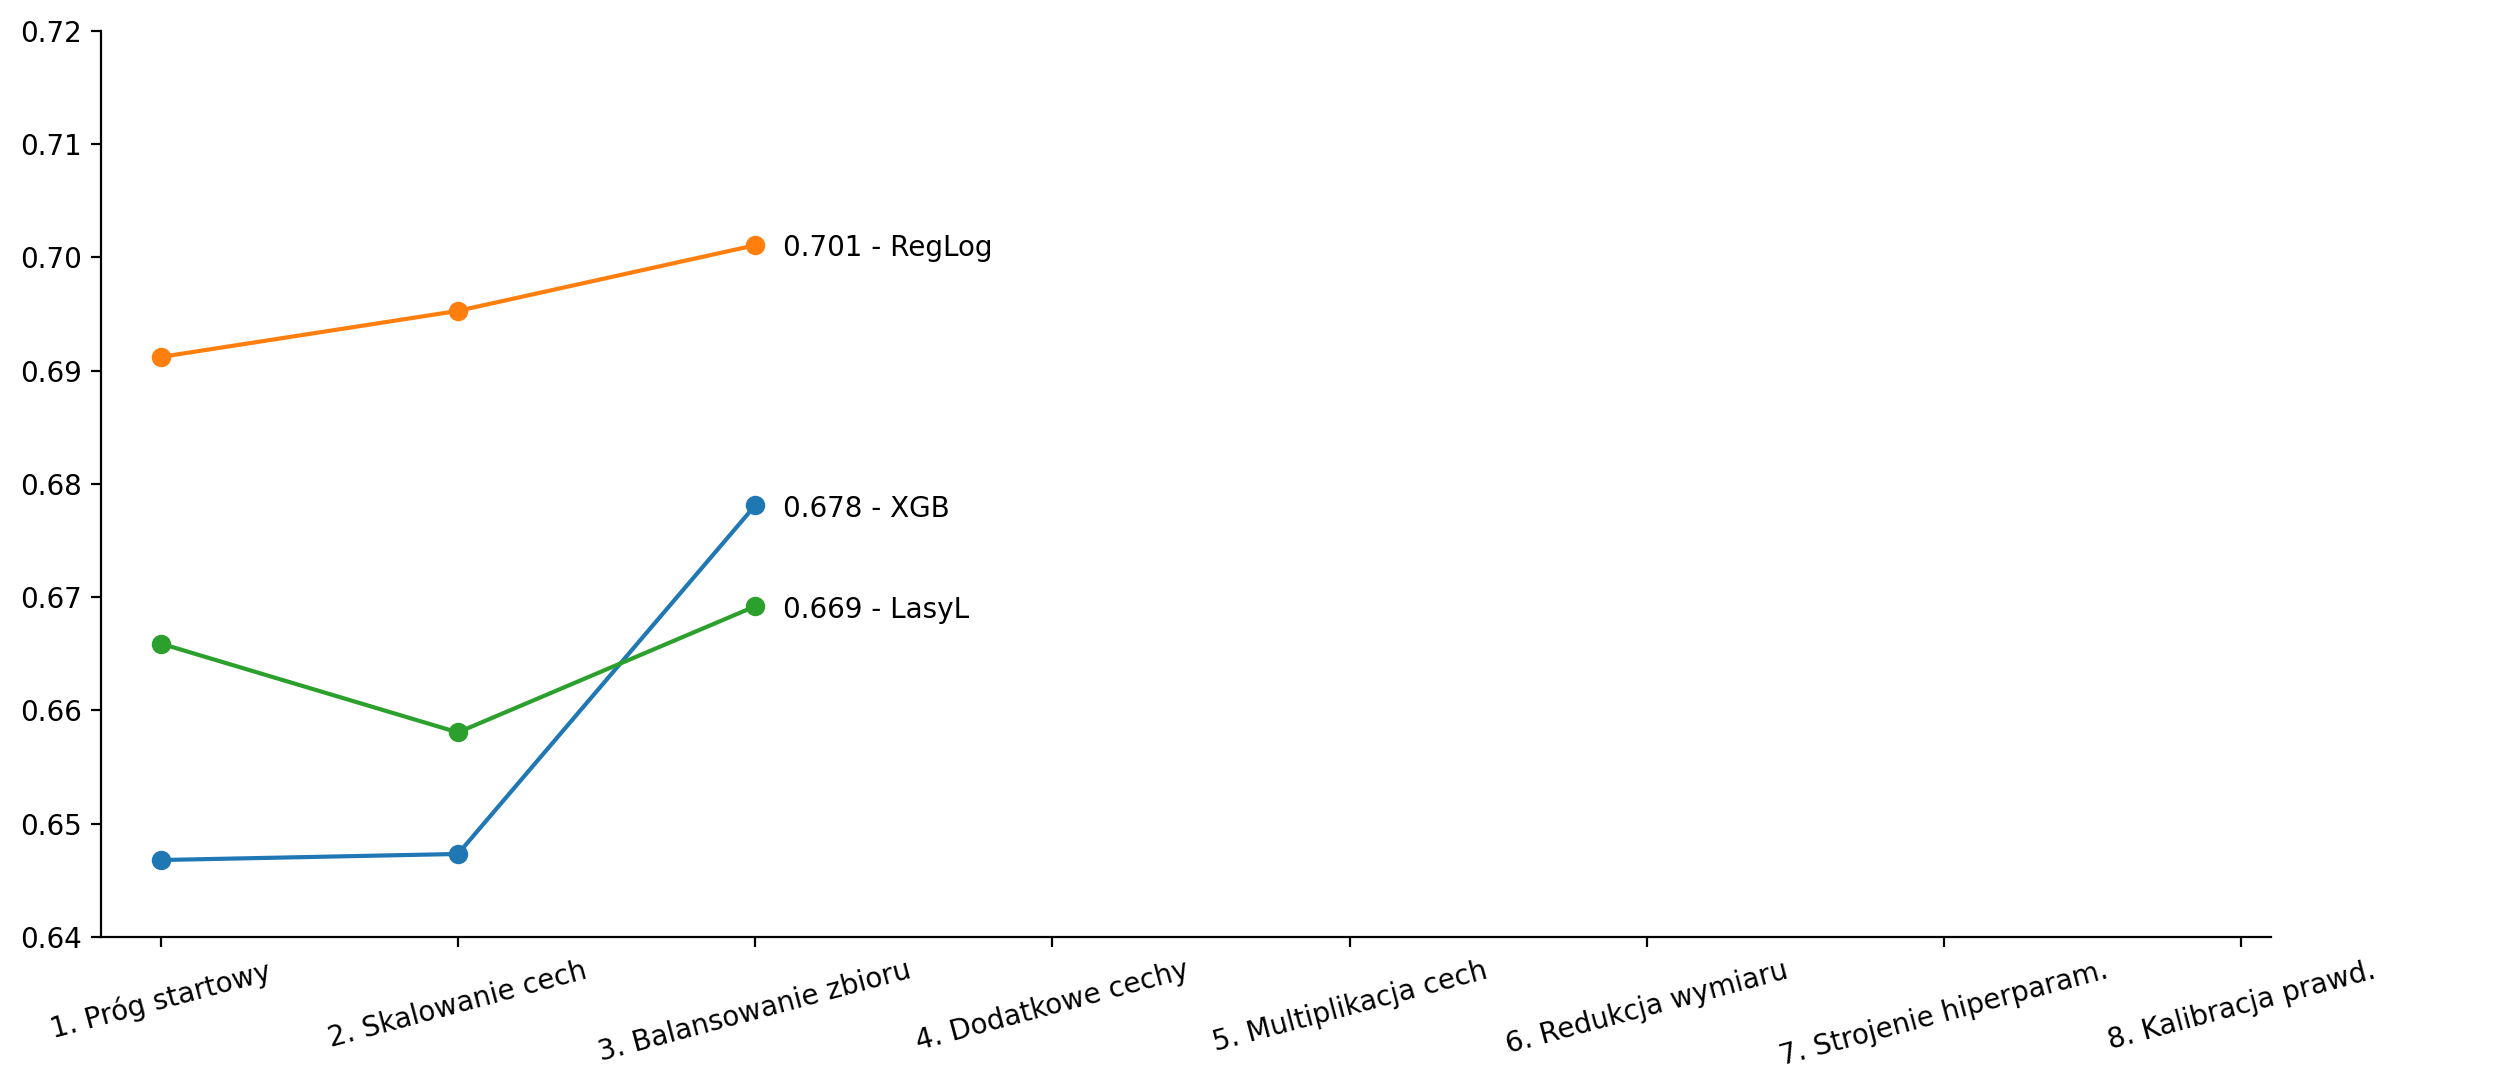 0.72
0.71
0.70
0.69
0.68
0.67
0.66
0.65
0.64
0.701 - RegLog
0.678 - XGB
0.669 - LasyL
1. Próg startowy
2. Skalowanie cech
3. Balansowanie zbioru
4. Dodatkowe cechy
5. Multiplikacja cech
6. Redukcja wymiaru
7. Strojenie hiperparam.
8. Kalibracja prawd.